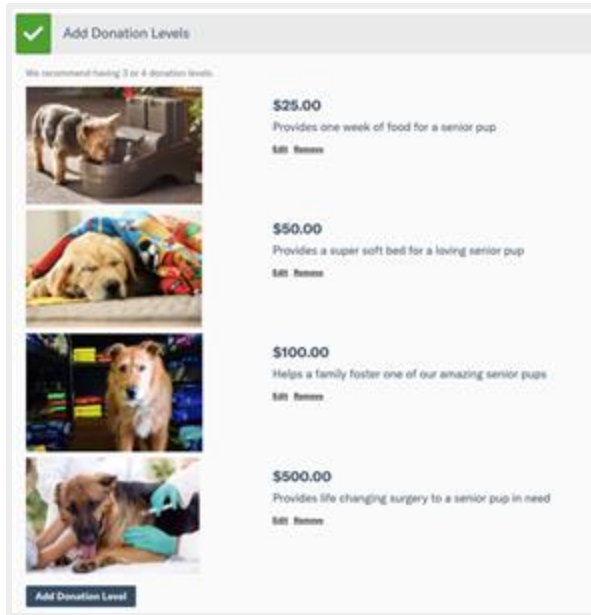 Add Donation Levels
We recommend having 3 or 4 donation levels.
$25.00
Provides one week of food for a senior pup
Edit Remove
$50.00
Provides a super soft bed for a loving senior pup
Edit Remove
$100.00
Helps a family foster one of our amazing senior pups
Edit Remove
$500.00
Provides life changing surgery to a senior pup in need
Edit Remove
Add Donation Level